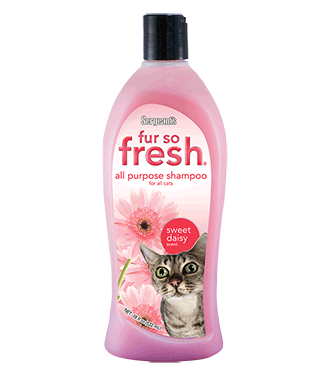 Sergeant's
fur so
fresh®
all purpose shampoo
for all cats
sweet
daisy
scent